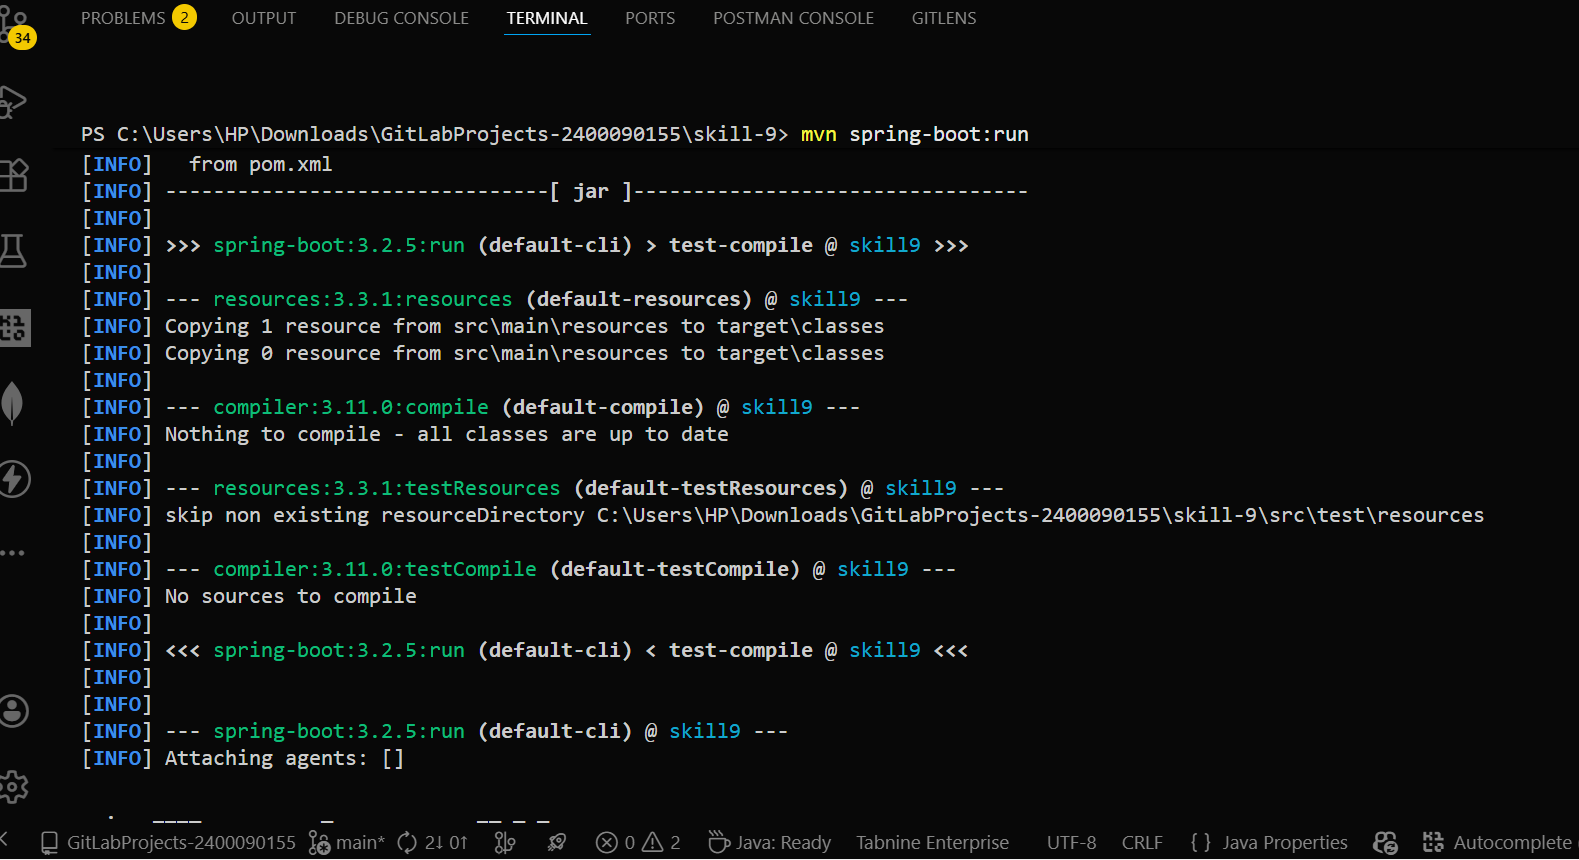 PROBLEMS 2 OUTPUT DEBUG CONSOLE TERMINAL PORTS POSTMAN CONSOLE GITLENS
34
PS C:\Users\HP\Downloads\GitLabProjects-2400090155\skill-9> mvn spring-boot:run
[INFO]   from pom.xml
[INFO] --------------------------------[ jar ]---------------------------------
[INFO]
[INFO] >>> spring-boot:3.2.5:run (default-cli) > test-compile @ skill9 >>>
[INFO]
[INFO] --- resources:3.3.1:resources (default-resources) @ skill9 ---
[INFO] Copying 1 resource from src\main\resources to target\classes
[INFO] Copying 0 resource from src\main\resources to target\classes
[INFO]
[INFO] --- compiler:3.11.0:compile (default-compile) @ skill9 ---
[INFO] Nothing to compile - all classes are up to date
[INFO]
[INFO] --- resources:3.3.1:testResources (default-testResources) @ skill9 ---
[INFO] skip non existing resourceDirectory C:\Users\HP\Downloads\GitLabProjects-2400090155\skill-9\src\test\resources
[INFO]
[INFO] --- compiler:3.11.0:testCompile (default-testCompile) @ skill9 ---
[INFO] No sources to compile
[INFO]
[INFO] <<< spring-boot:3.2.5:run (default-cli) < test-compile @ skill9 <<<
[INFO]
[INFO]
[INFO] --- spring-boot:3.2.5:run (default-cli) @ skill9 ---
[INFO] Attaching agents: []
  .   ____          _            __ _ _
GitLabProjects-2400090155 main* 2↓ 0↑ 0 2 Java: Ready Tabnine Enterprise UTF-8 CRLF { } Java Properties Autocomplete